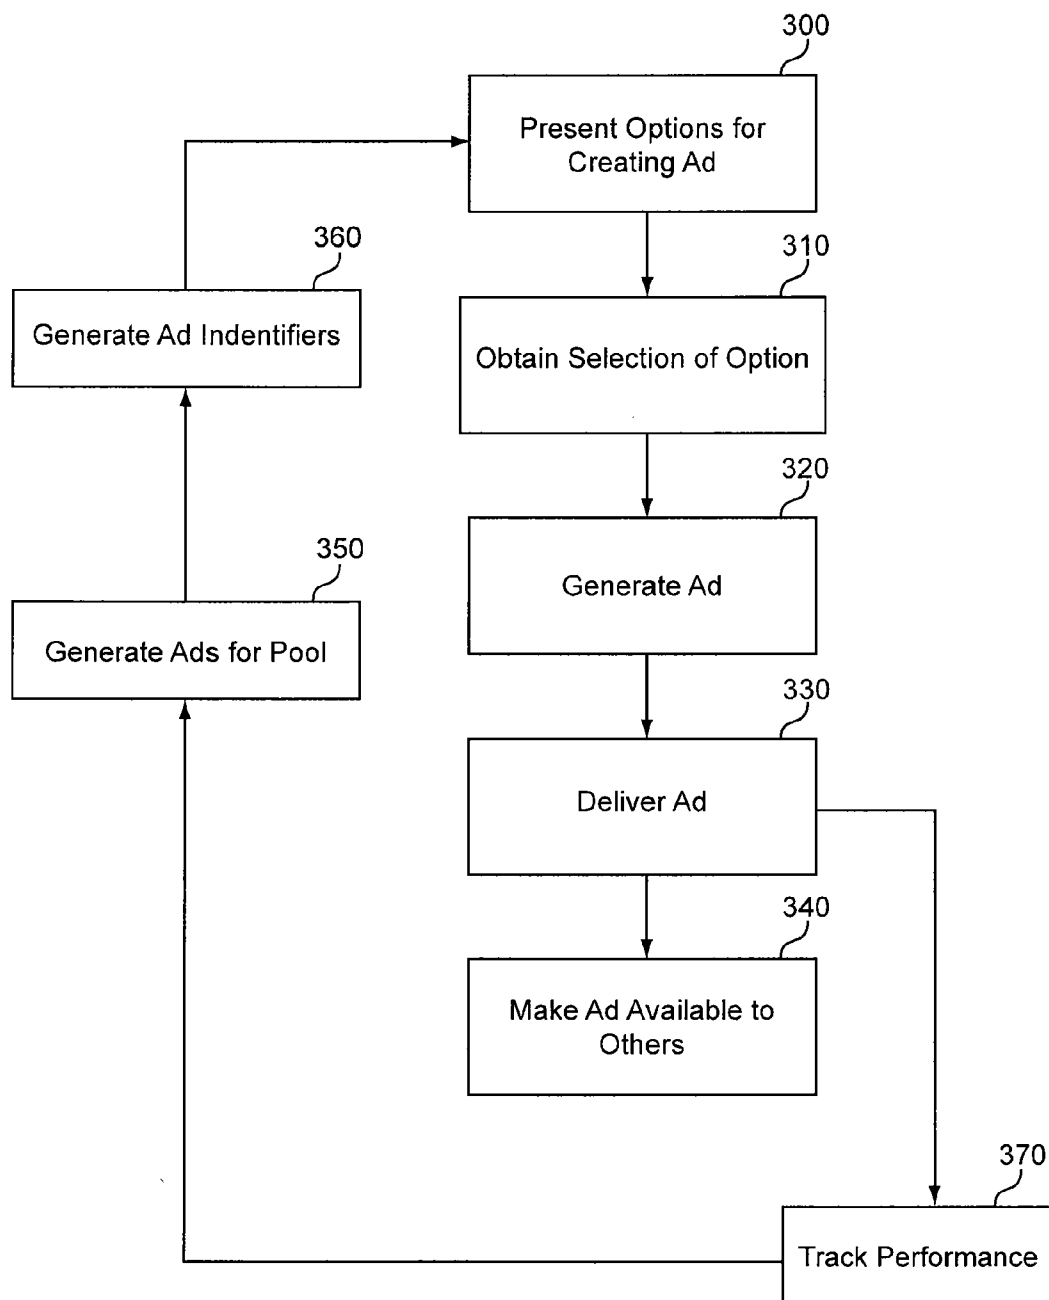 300
Present Options for
Creating Ad
360
310
Generate Ad Indentifiers
Obtain Selection of Option
320
350
Generate Ad
Generate Ads for Pool
330
Deliver Ad
340
Make Ad Available to
Others
370
Track Performance